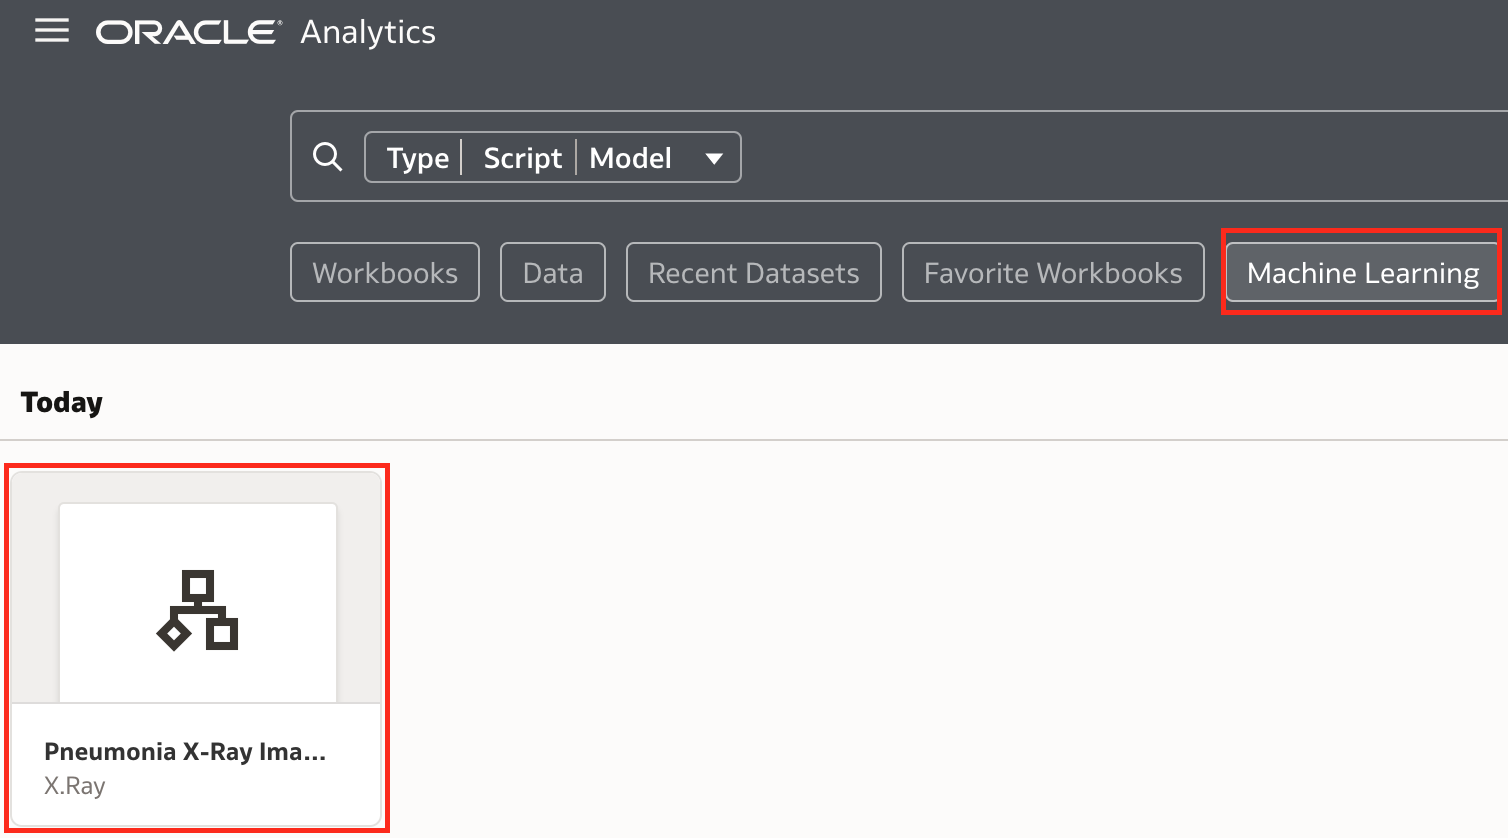 ORACLE® Analytics
Type Script Model
Workbooks Data Recent Datasets Favorite Workbooks Machine Learning
Today
Pneumonia X-Ray Ima...
X.Ray